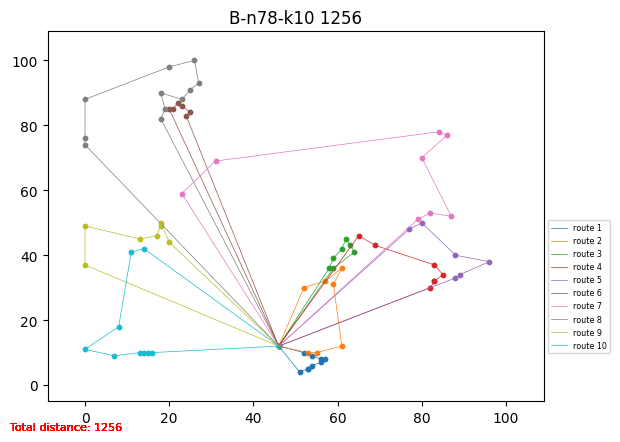 B-n78-k10 1256
100
80
60
40
20
0
0 20 40 60 80 100
route 1
route 2
route 3
route 4
route 5
route 6
route 7
route 8
route 9
route 10
Total distance: 1256